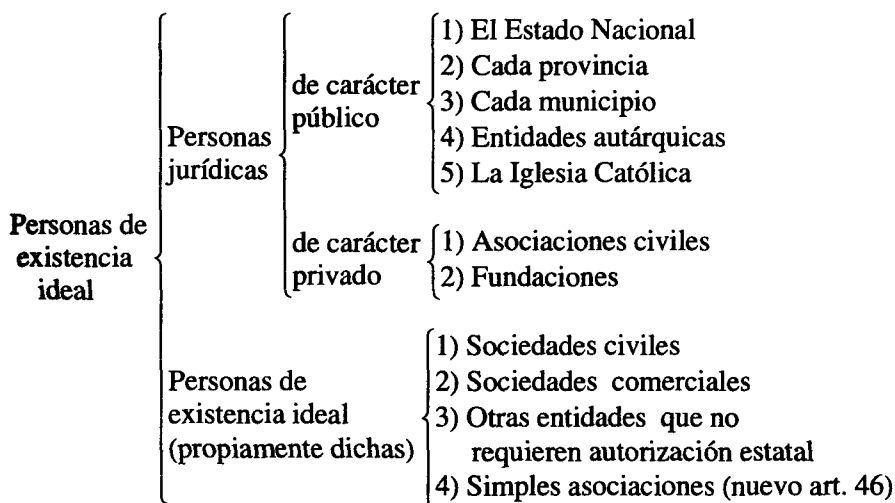 Personas de
existencia
ideal
Personas
jurídicas
de carácter
público
1) El Estado Nacional
2) Cada provincia
3) Cada municipio
4) Entidades autárquicas
5) La Iglesia Católica
de carácter
privado
1) Asociaciones civiles
2) Fundaciones
Personas de
existencia ideal
(propiamente dichas)
1) Sociedades civiles
2) Sociedades comerciales
3) Otras entidades que no
requieren autorización estatal
4) Simples asociaciones (nuevo art. 46)